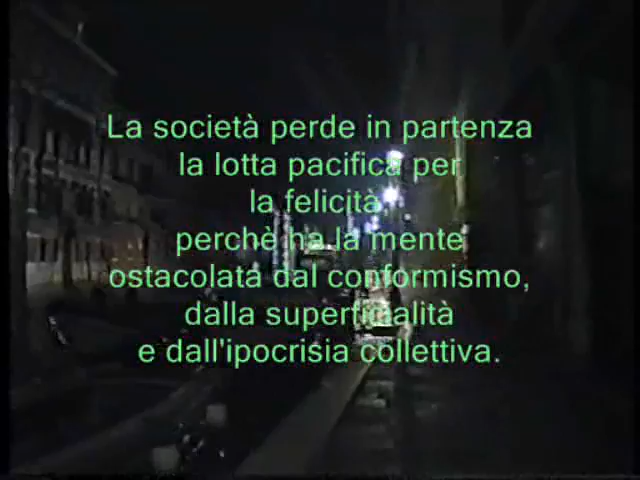 La società perde in partenza
la lotta pacifica per
la felicità,
perchè ha la mente
ostacolata dal conformismo,
dalla superficialità
e dall'ipocrisia collettiva.